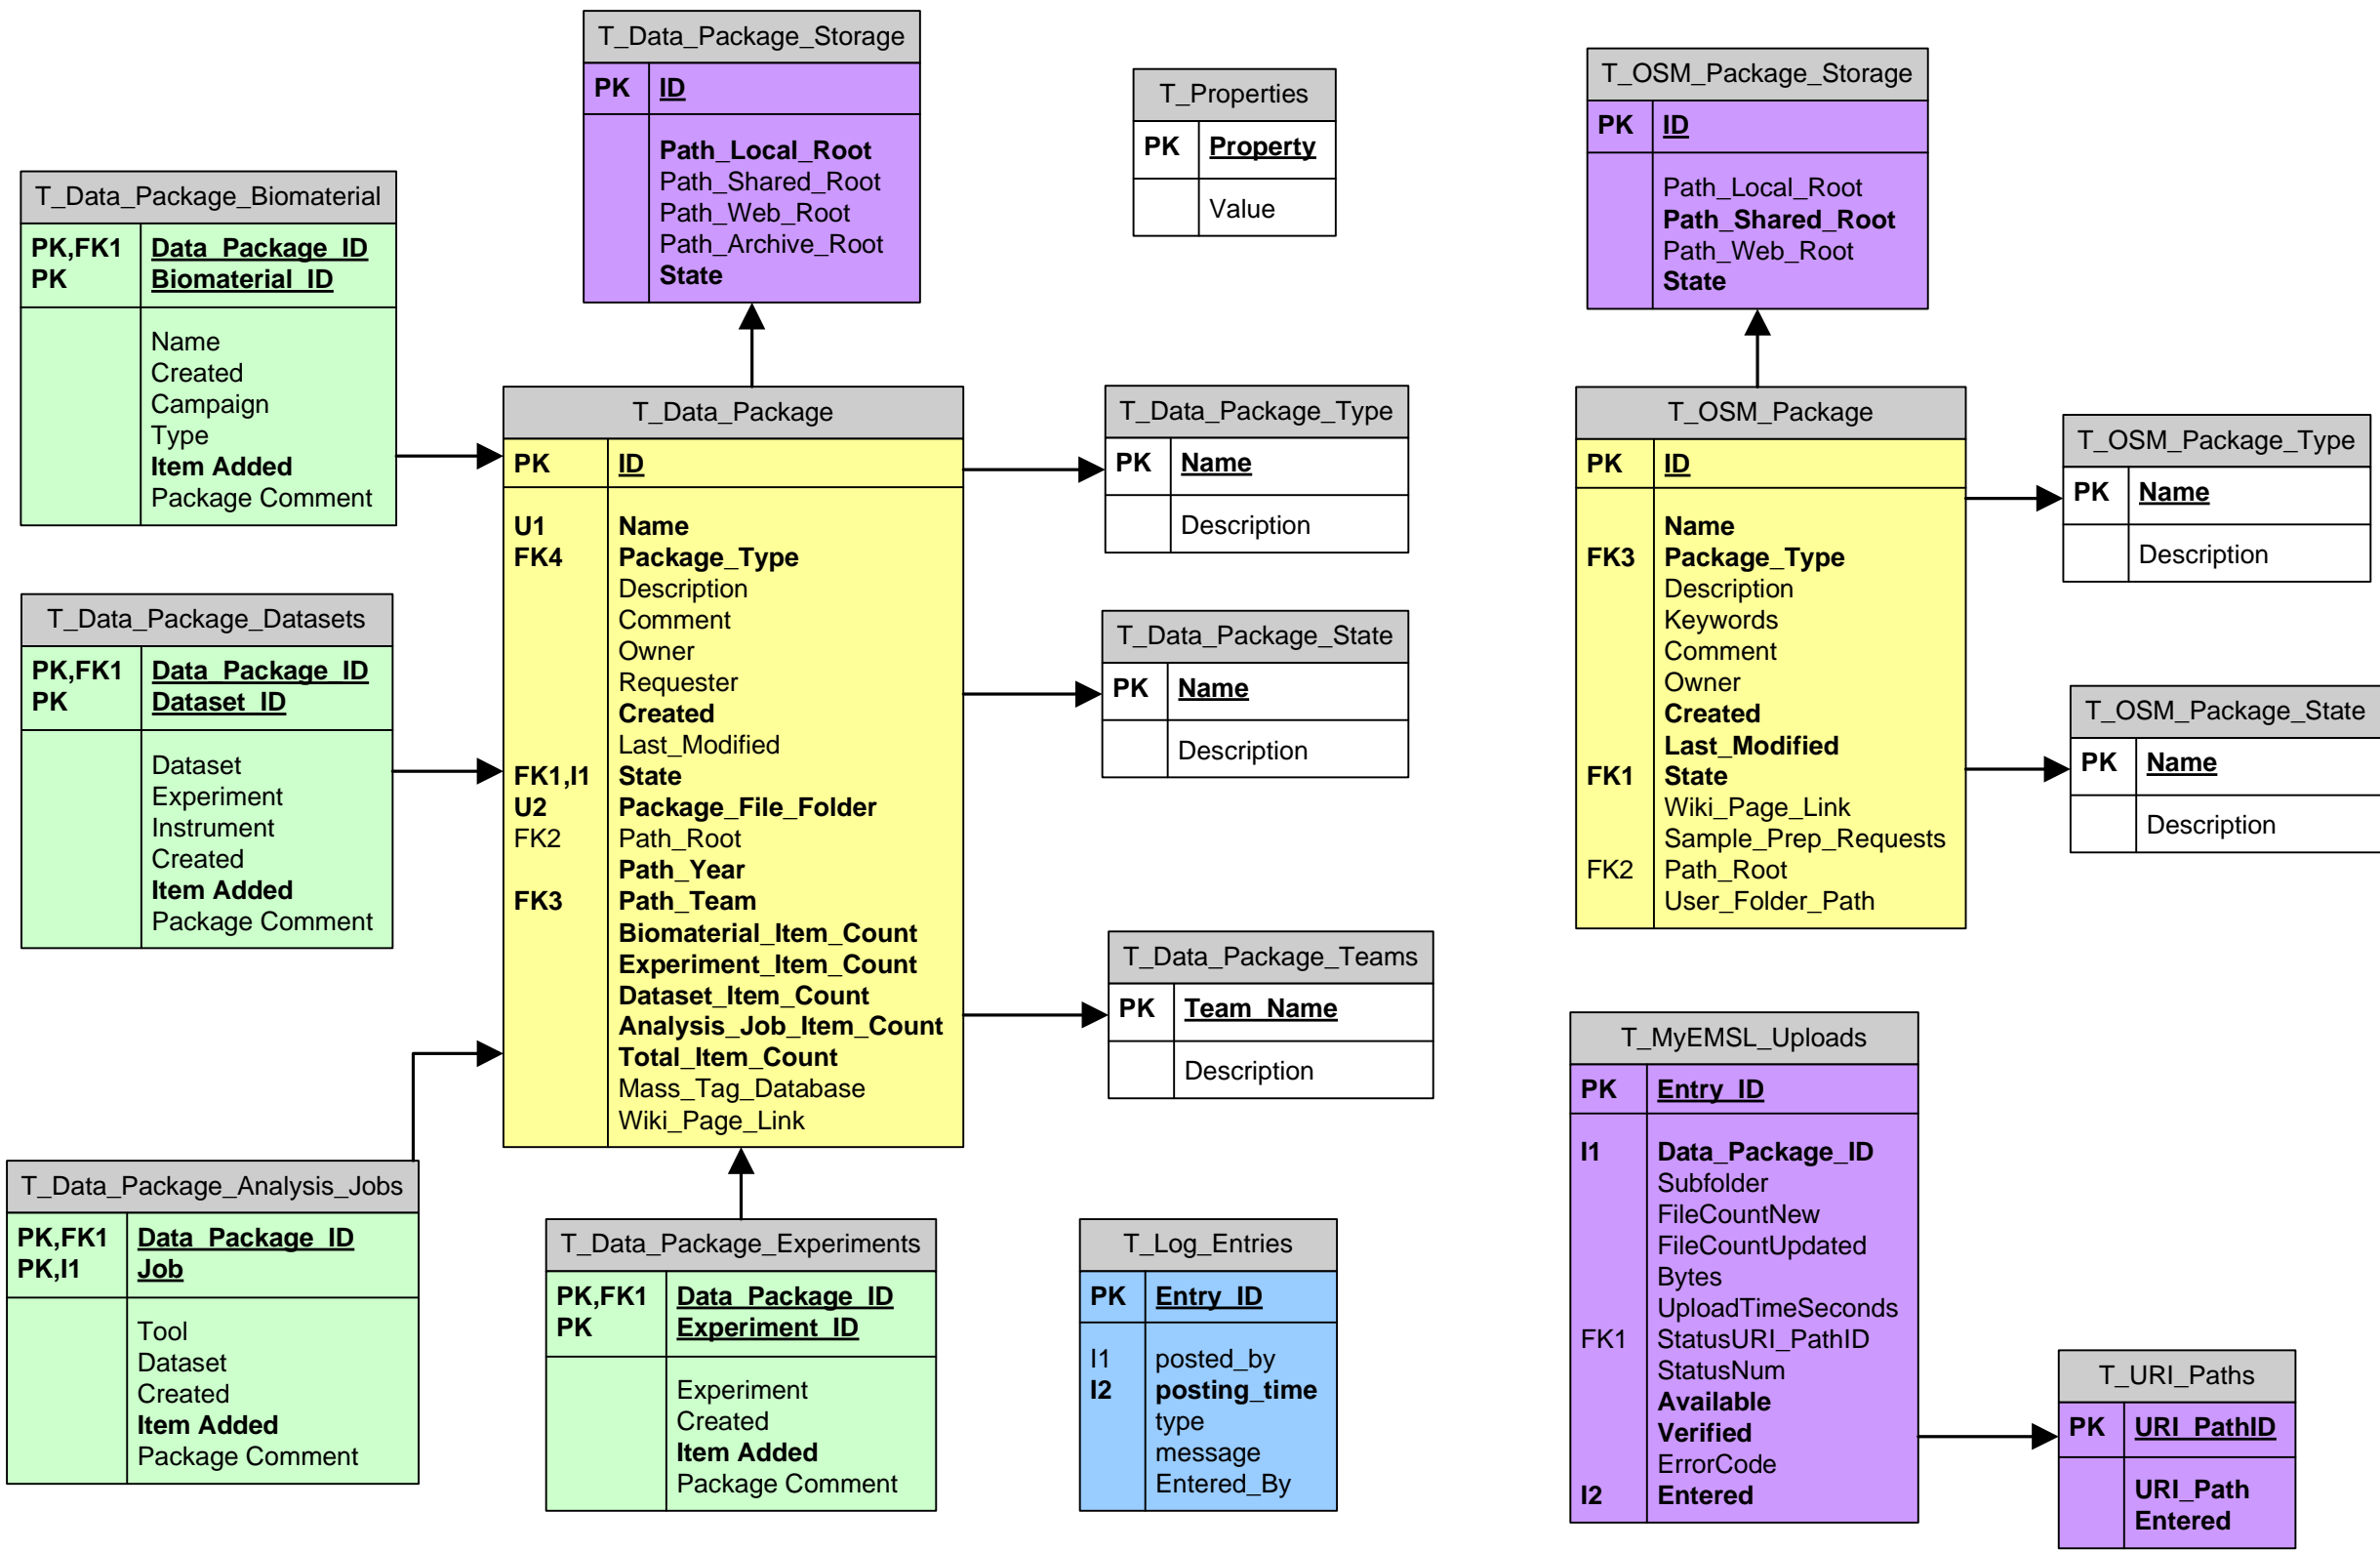 T_Data_Package_Storage
PK ID
Path_Local_Root
Path_Shared_Root
Path_Web_Root
Path_Archive_Root
State
T_Properties
PK Property
Value
T_OSM_Package_Storage
PK ID
Path_Local_Root
Path_Shared_Root
Path_Web_Root
State
T_Data_Package_Biomaterial
PK,FK1 Data_Package_ID
PK Biomaterial_ID
Name
Created
Campaign
Type
Item Added
Package Comment
T_Data_Package
PK ID
U1 Name
FK4 Package_Type
Description
Comment
Owner
Requester
Created
Last_Modified
FK1,I1 State
U2 Package_File_Folder
FK2 Path_Root
Path_Year
FK3 Path_Team
Biomaterial_Item_Count
Experiment_Item_Count
Dataset_Item_Count
Analysis_Job_Item_Count
Total_Item_Count
Mass_Tag_Database
Wiki_Page_Link
T_Data_Package_Type
PK Name
Description
T_OSM_Package
PK ID
Name
FK3 Package_Type
Description
Keywords
Comment
Owner
Created
Last_Modified
FK1 State
Wiki_Page_Link
Sample_Prep_Requests
FK2 Path_Root
User_Folder_Path
T_OSM_Package_Type
PK Name
Description
T_Data_Package_Datasets
PK,FK1 Data_Package_ID
PK Dataset_ID
Dataset
Experiment
Instrument
Created
Item Added
Package Comment
T_Data_Package_State
PK Name
Description
T_OSM_Package_State
PK Name
Description
T_Data_Package_Teams
PK Team_Name
Description
T_MyEMSL_Uploads
PK Entry_ID
I1 Data_Package_ID
Subfolder
FileCountNew
FileCountUpdated
Bytes
UploadTimeSeconds
FK1 StatusURI_PathID
StatusNum
Available
Verified
ErrorCode
I2 Entered
T_Data_Package_Analysis_Jobs
PK,FK1 Data_Package_ID
PK,I1 Job
Tool
Dataset
Created
Item Added
Package Comment
T_Data_Package_Experiments
PK,FK1 Data_Package_ID
PK Experiment_ID
Experiment
Created
Item Added
Package Comment
T_Log_Entries
PK Entry_ID
I1 posted_by
I2 posting_time
type
message
Entered_By
T_URI_Paths
PK URI_PathID
URI_Path
Entered